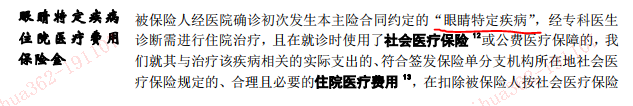 眼睛特定疾病
住院医疗费用
保险金
被保险人经医院确诊初次发生本主险合同约定的“眼睛特定疾病”，经专科医生
诊断需进行住院治疗，且在就诊时使用了社会医疗保险12或公费医疗保障的，我
们就其与治疗该疾病相关的实际支出的、符合签发保险单分支机构所在地社会医
疗保险规定的、合理且必要的住院医疗费用13，在扣除被保险人按社会医疗保险